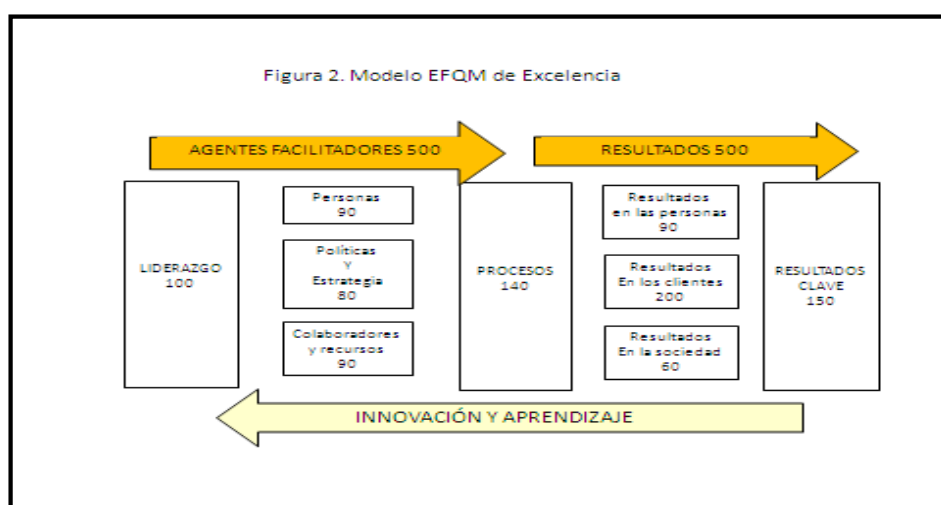 Figura 2. Modelo EFQM de Excelencia
AGENTES FACILITADORES 500
RESULTADOS 500
LIDERAZGO
100
Personas
90
Políticas
Y
Estrategia
80
Colaboradores
y recursos
90
PROCESOS
140
Resultados
en las personas
90
Resultados
En los clientes
200
Resultados
En la sociedad
60
RESULTADOS
CLAVE
150
INNOVACIÓN Y APRENDIZAJE